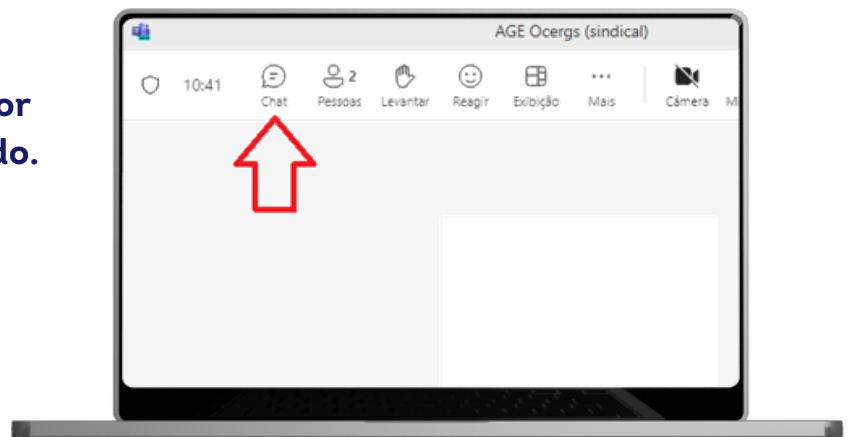 or
do.
AGE Ocergs (sindical)
10:41
2
Chat Pessoas Levantar Reagir Exibição Mais Câmera M